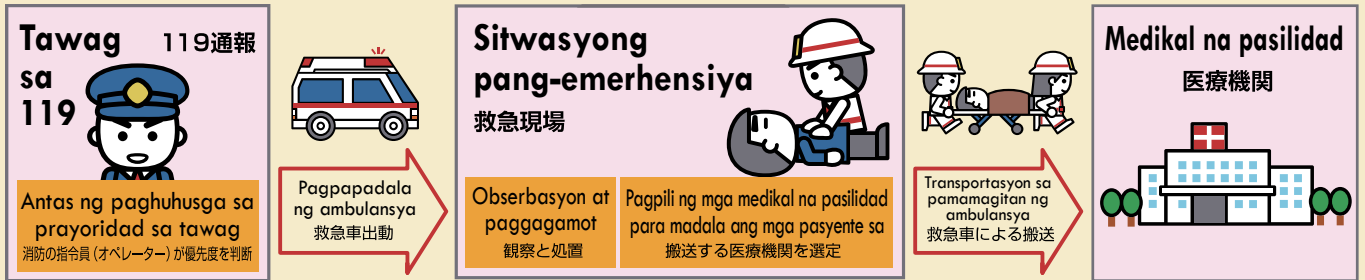 Tawag 119通報
sa
119
Antas ng paghuhusga sa
prayoridad sa tawag
消防の指令員(オペレーター)が優先度を判断
Pagpapadala
ng ambulansya
救急車出動
Sitwasyong
pang-emerhensiya
救急現場
Obserbasyon at
paggagamot
観察と処置
Pagpili ng mga medikal na pasilidad
para madala ang mga pasyente sa
搬送する医療機関を選定
Transportasyon sa
pamamagitan ng
ambulansya
救急車による搬送
Medikal na pasilidad
医療機関